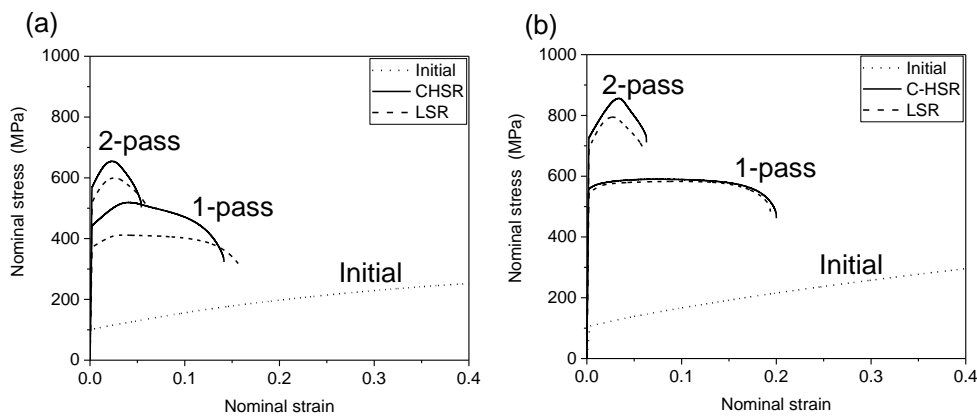 (a)
Nominal stress (MPa)
1000
800
600
400
200
0
0.0 0.1 0.2 0.3 0.4
Nominal strain
Initial
CHSR
LSR
2-pass
1-pass
Initial
(b)
Nominal stress (MPa)
1000
800
600
400
200
0
0.0 0.1 0.2 0.3 0.4
Nominal strain
Initial
C-HSR
LSR
2-pass
1-pass
Initial